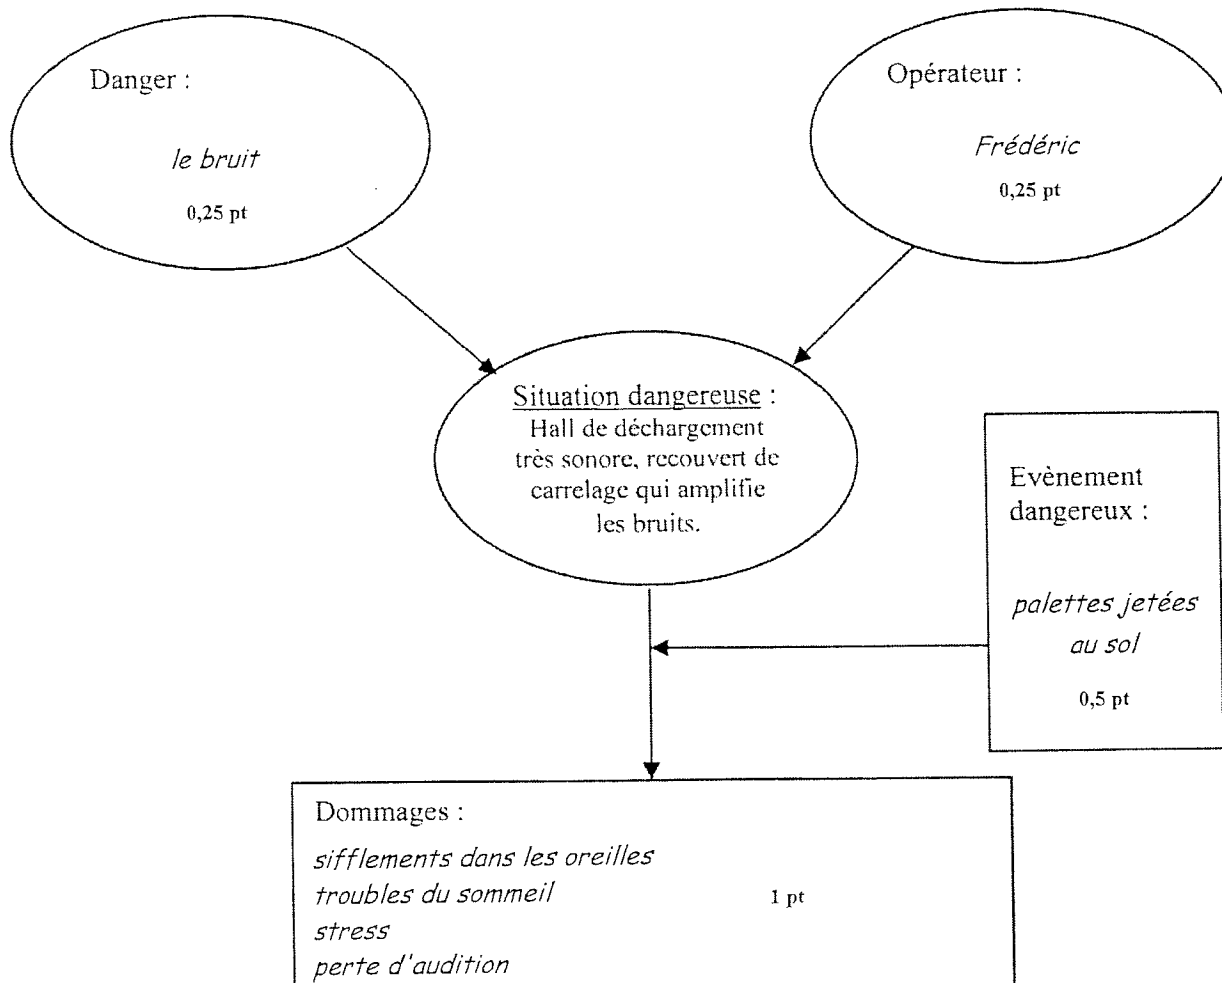 Danger :
le bruit
0,25 pt
Opérateur :
Frédéric
0,25 pt
Situation dangereuse :
Hall de déchargement
très sonore, recouvert de
carrelage qui amplifie
les bruits.
Evènement
dangereux :
palettes jetées
au sol
0,5 pt
Dommages :
sifflements dans les oreilles
troubles du sommeil
1 pt
stress
perte d'audition